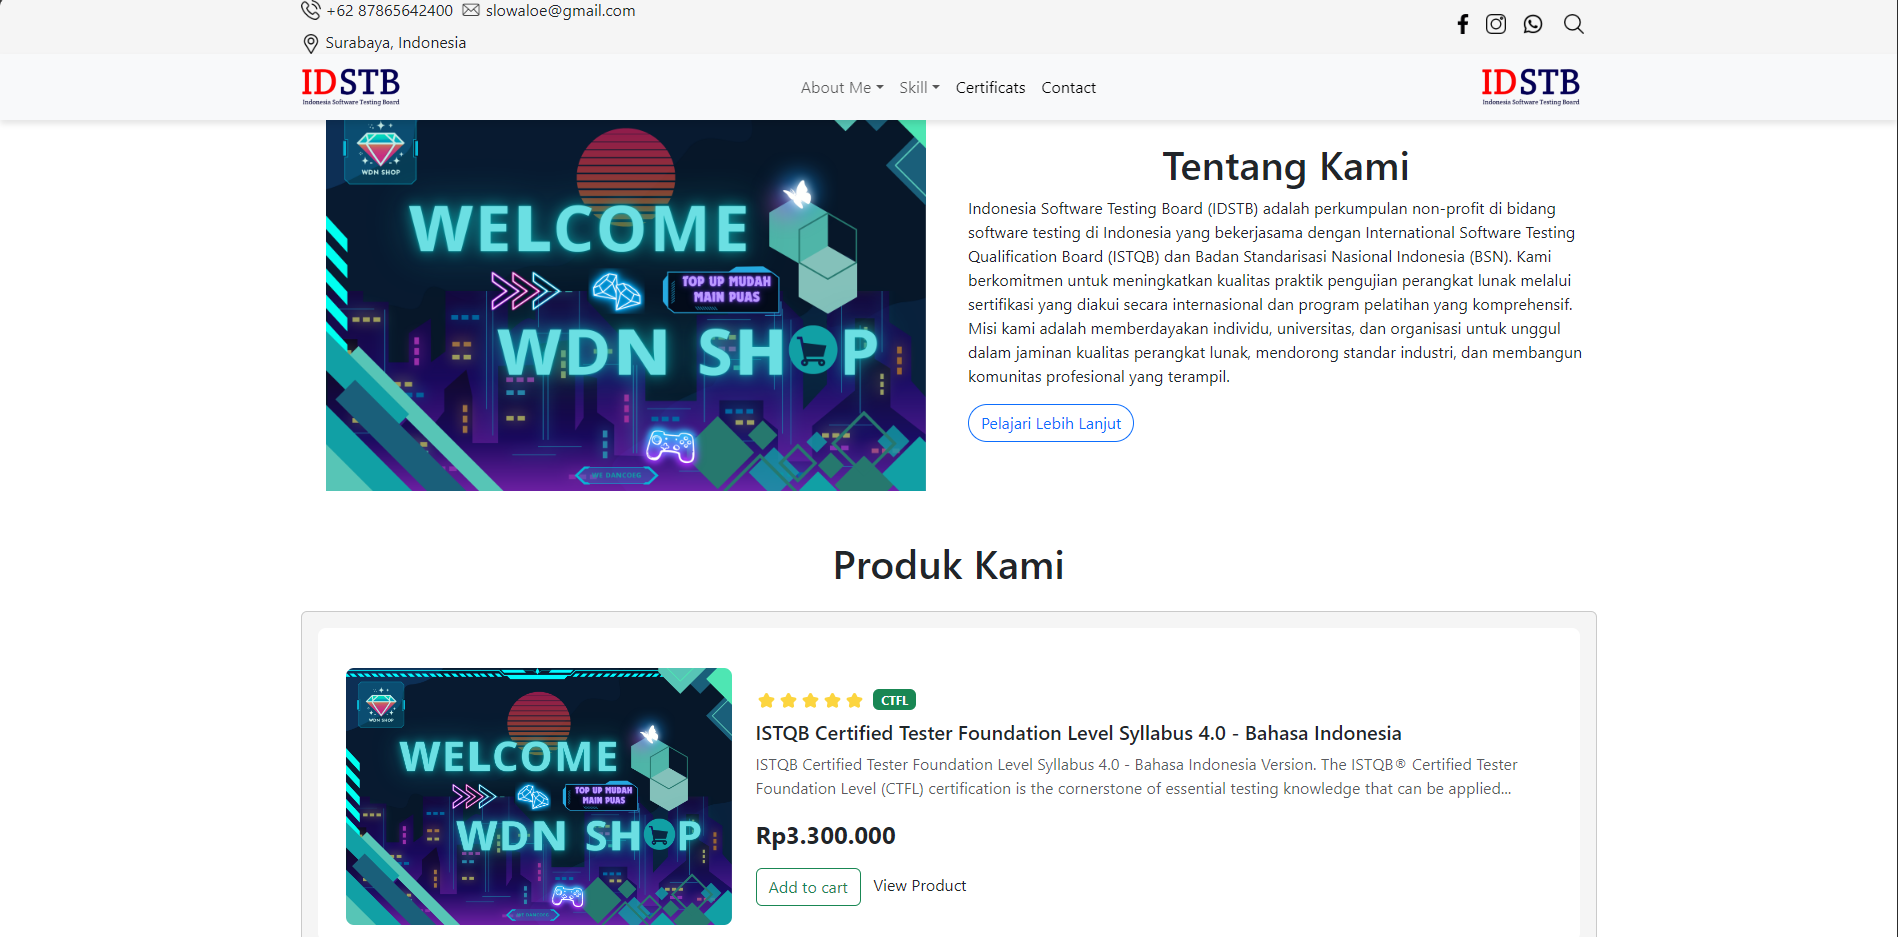 +62 87865642400 slowaloe@gmail.com
Surabaya, Indonesia
IDSTB
Indonesia Software Testing Board
About Me Skill Certificats Contact
IDSTB
Indonesia Software Testing Board
WDN SHOP
WELCOME
TOP UP MUDAH
MAIN PUAS
WDN SHOP
Tentang Kami
Indonesia Software Testing Board (IDSTB) adalah perkumpulan non-profit di bidang
software testing di Indonesia yang bekerjasama dengan International Software Testing
Qualification Board (ISTQB) dan Badan Standarisasi Nasional Indonesia (BSN). Kami
berkomitmen untuk meningkatkan kualitas praktik pengujian perangkat lunak melalui
sertifikasi yang diakui secara internasional dan program pelatihan yang komprehensif.
Misi kami adalah memberdayakan individu, universitas, dan organisasi untuk unggul
dalam jaminan kualitas perangkat lunak, mendorong standar industri, dan membangun
komunitas profesional yang terampil.
Pelajari Lebih Lanjut
Produk Kami
WDN SHOP
WELCOME
TOP UP MUDAH
MAIN PUAS
WDN SHOP
CTFL
ISTQB Certified Tester Foundation Level Syllabus 4.0 - Bahasa Indonesia
ISTQB Certified Tester Foundation Level Syllabus 4.0 - Bahasa Indonesia Version. The ISTQB® Certified Tester
Foundation Level (CTFL) certification is the cornerstone of essential testing knowledge that can be applied...
Rp3.300.000
Add to cart View Product